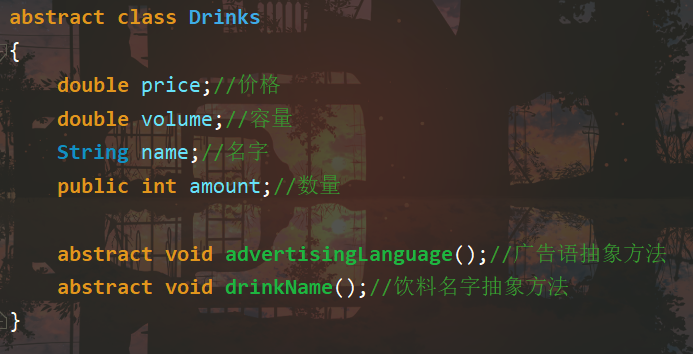 abstract class Drinks
{
    double price;//价格
    double volume;//容量
    String name;//名字
    public int amount;//数量
    abstract void advertisingLanguage();//广告语抽象方法
    abstract void drinkName();//饮料名字抽象方法
}